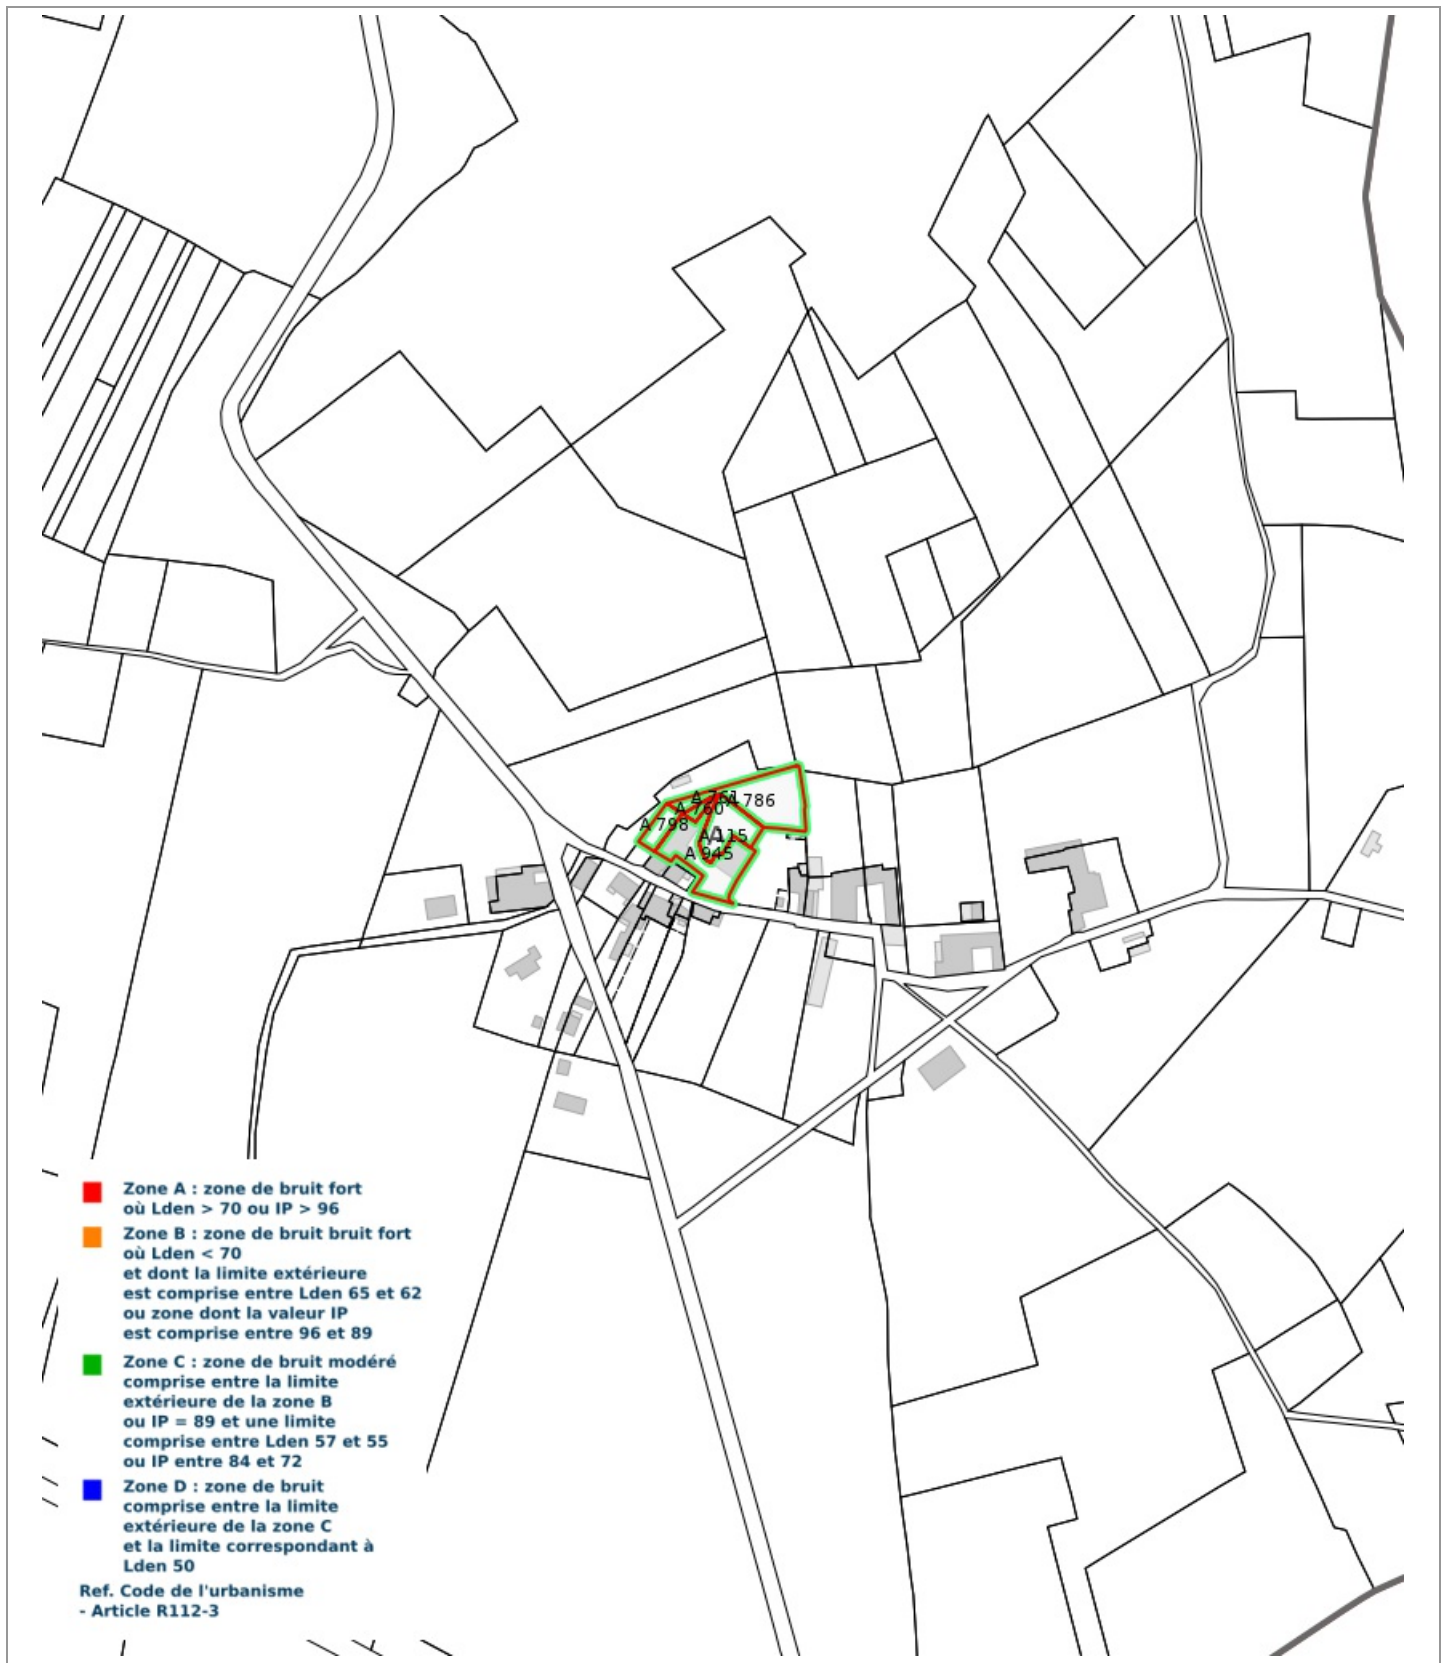 A 786
A 760
A 798
A 115
A 945
Zone A : zone de bruit fort
où Lden > 70 ou IP > 96
Zone B : zone de bruit bruit fort
où Lden < 70
et dont la limite extérieure
est comprise entre Lden 65 et 62
ou zone dont la valeur IP
est comprise entre 96 et 89
Zone C : zone de bruit modéré
comprise entre la limite
extérieure de la zone B
ou IP = 89 et une limite
comprise entre Lden 57 et 55
ou IP entre 84 et 72
Zone D : zone de bruit
comprise entre la limite
extérieure de la zone C
et la limite correspondant à
Lden 50
Ref. Code de l'urbanisme
- Article R112-3